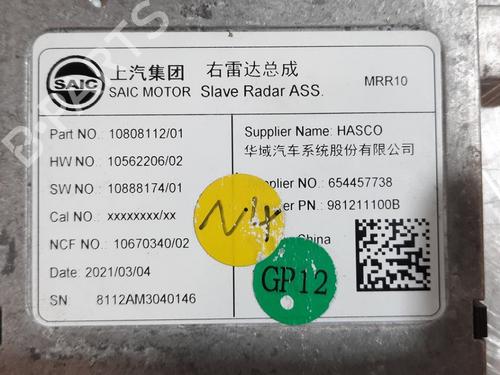 SAIC
上汽集团 右雷达总成
SAIC MOTOR Slave Radar ASS.
MRR10
Part NO.: 10808112/01
HW NO.: 10562206/02
SW NO.: 10888174/01
Cal NO.: xxxxxxxx/xx
NCF NO.: 10670340/02
Date: 2021/03/04
SN 8112AM3040146
Supplier Name: HASCO
华域汽车系统股份有限公司
NO.: 654457738
PN.: 981211100B
China
GP12